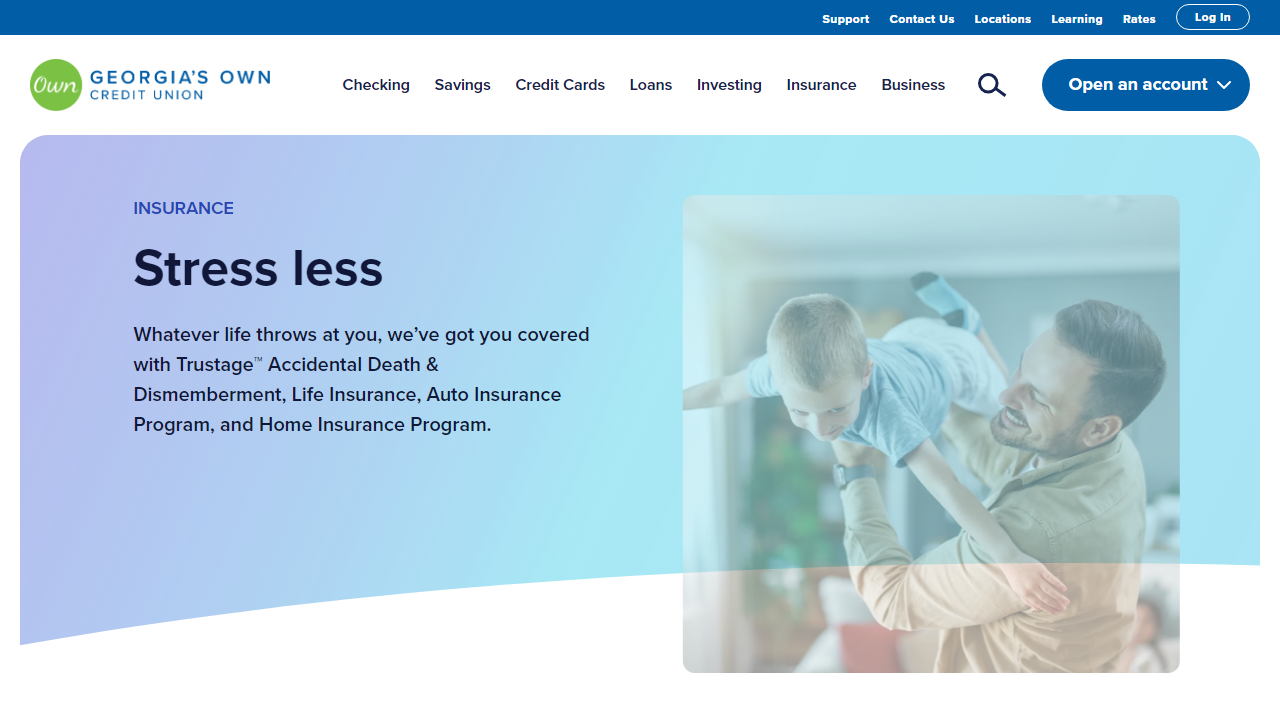 Support Contact Us Locations Learning Rates Log In
Own GEORGIA'S OWN
CREDIT UNION
Checking Savings Credit Cards Loans Investing Insurance Business Open an account
INSURANCE
Stress less
Whatever life throws at you, we’ve got you covered
with Trustage™ Accidental Death &
Dismemberment, Life Insurance, Auto Insurance
Program, and Home Insurance Program.